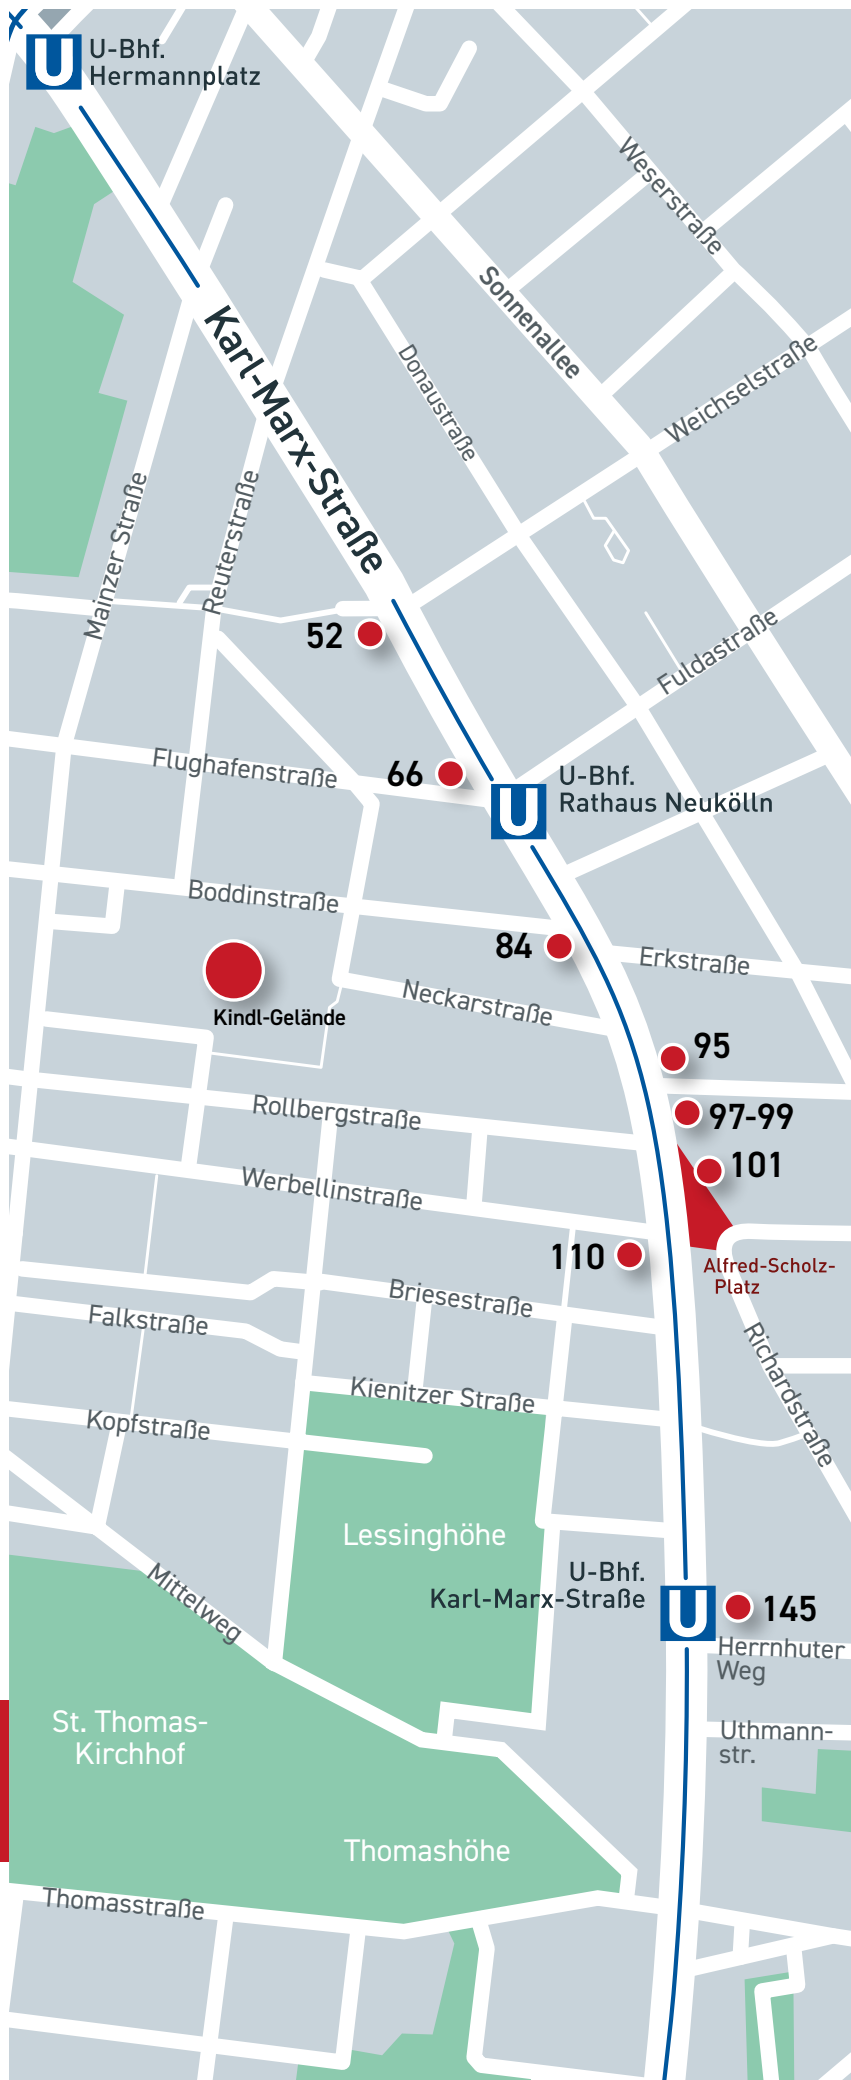 U
U-Bhf.
Hermannplatz
Weserstraße
Sonnenallee
Karl-Marx-Straße
Donaustraße
Weichselstraße
Mainzer Straße
Reuterstraße
52
Fuldastraße
Flughafenstraße
66
U-Bhf.
Rathaus Neukölln
U
Boddinstraße
84
Erkstraße
Neckarstraße
Kindl-Gelände
95
Rollbergstraße
97-99
101
Werbellinstraße
110
Alfred-Scholz-
Platz
Briesestraße
Falkstraße
Richardstraße
Kienitzer Straße
Kopfstraße
Lessinghöhe
U-Bhf.
Karl-Marx-Straße
U
145
Mittelweg
Herrnhuter
Weg
St. Thomas-
Kirchhof
Uthmann-
str.
Thomashöhe
Thomasstraße